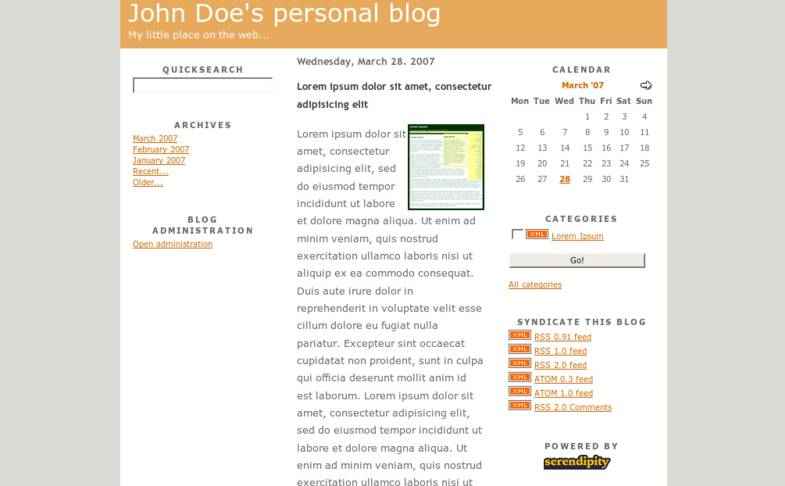 John Doe's personal blog
My little place on the web...
QUICKSEARCH
ARCHIVES
March 2007
February 2007
January 2007
Recent...
Older...
BLOG
ADMINISTRATION
Open administration
Wednesday, March 28. 2007
Lorem ipsum dolor sit amet, consectetur
adipisicing elit
Lorem ipsum dolor sit
amet, consectetur
adipisicing elit, sed
do eiusmod tempor
incididunt ut labore
et dolore magna aliqua. Ut enim ad
minim veniam, quis nostrud
exercitation ullamco laboris nisi ut
aliquip ex ea commodo consequat.
Duis aute irure dolor in
reprehenderit in voluptate velit esse
cillum dolore eu fugiat nulla
pariatur. Excepteur sint occaecat
cupidatat non proident, sunt in culpa
qui officia deserunt mollit anim id
est laborum. Lorem ipsum dolor sit
amet, consectetur adipisicing elit,
sed do eiusmod tempor incididunt ut
labore et dolore magna aliqua. Ut
enim ad minim veniam, quis nostrud
exercitation ullamco laboris nisi ut
CALENDAR
March '07
Mon Tue Wed Thu Fri Sat Sun
1 2 3 4
5 6 7 8 9 10 11
12 13 14 15 16 17 18
19 20 21 22 23 24 25
26 27 28 29 30 31
CATEGORIES
XML Lorem Ipsum
Go!
All categories
SYNDICATE THIS BLOG
XML RSS 0.91 feed
XML RSS 1.0 feed
XML RSS 2.0 feed
XML ATOM 0.3 feed
XML ATOM 1.0 feed
XML RSS 2.0 Comments
POWERED BY
serendipity